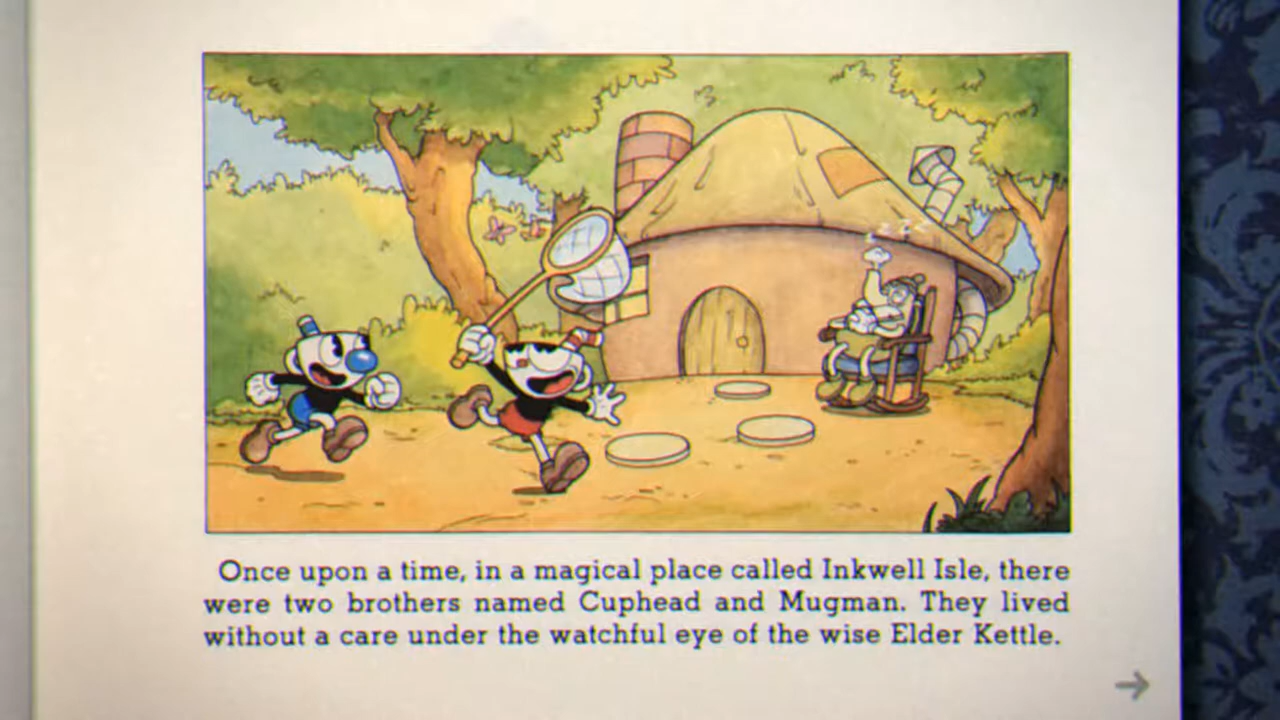 Once upon a time, in a magical place called Inkwell Isle, there
were two brothers named Cuphead and Mugman. They lived
without a care under the watchful eye of the wise Elder Kettle.